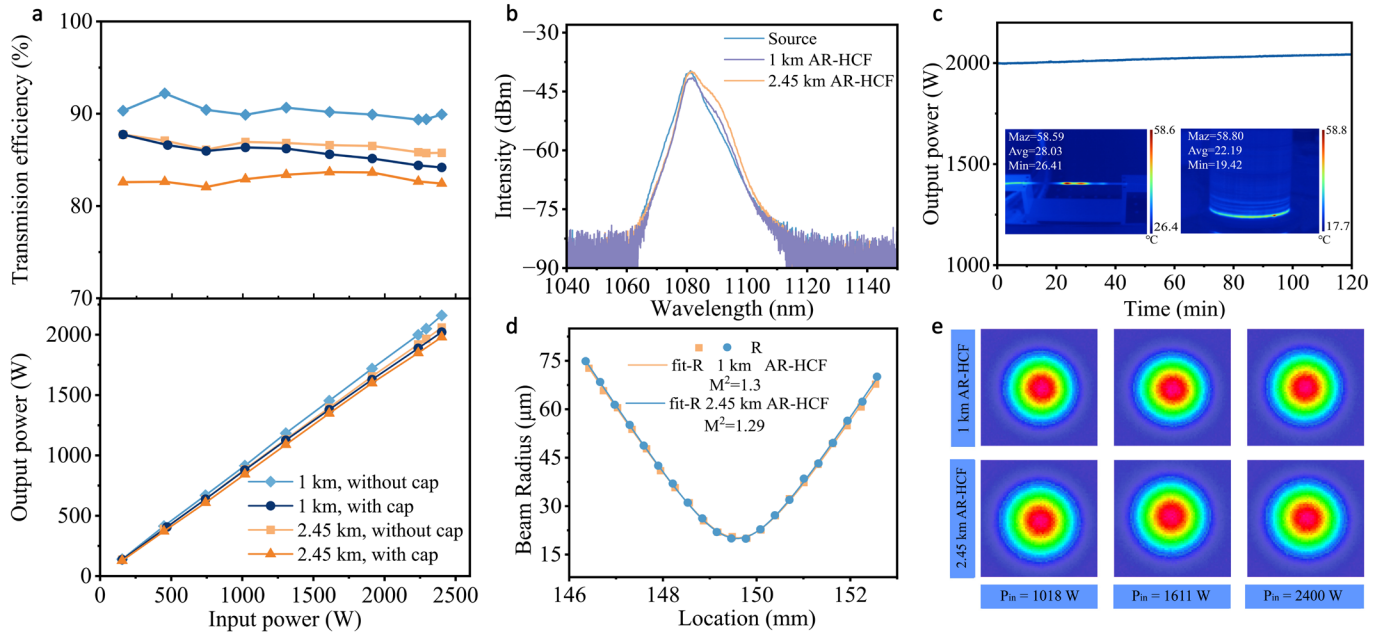 a
100
90
80
70
Transmision efficiency (%)
2000
1500
1000
500
0
Output power (W)
1 km, without cap
1 km, with cap
2.45 km, without cap
2.45 km, with cap
0 500 1000 1500 2000 2500
Input power (W)
b
−30
−45
−60
−75
−90
Intensity (dBm)
Source
1 km AR-HCF
2.45 km AR-HCF
1040 1060 1080 1100 1120 1140
Wavelength (nm)
c
2000
1500
1000
Output power (W)
Maz=58.59
Avg=28.03
Min=26.41
58.6
26.4
°C
Maz=58.80
Avg=22.19
Min=19.42
58.8
17.7
°C
0 20 40 60 80 100 120
Time (min)
d
75
60
45
30
15
Beam Radius (μm)
R
fit-R 1 km AR-HCF
M²=1.3
fit-R 2.45 km AR-HCF
M²=1.29
146 148 150 152
Location (mm)
e
1 km AR-HCF
2.45 km AR-HCF
Pin = 1018 W
Pin = 1611 W
Pin = 2400 W